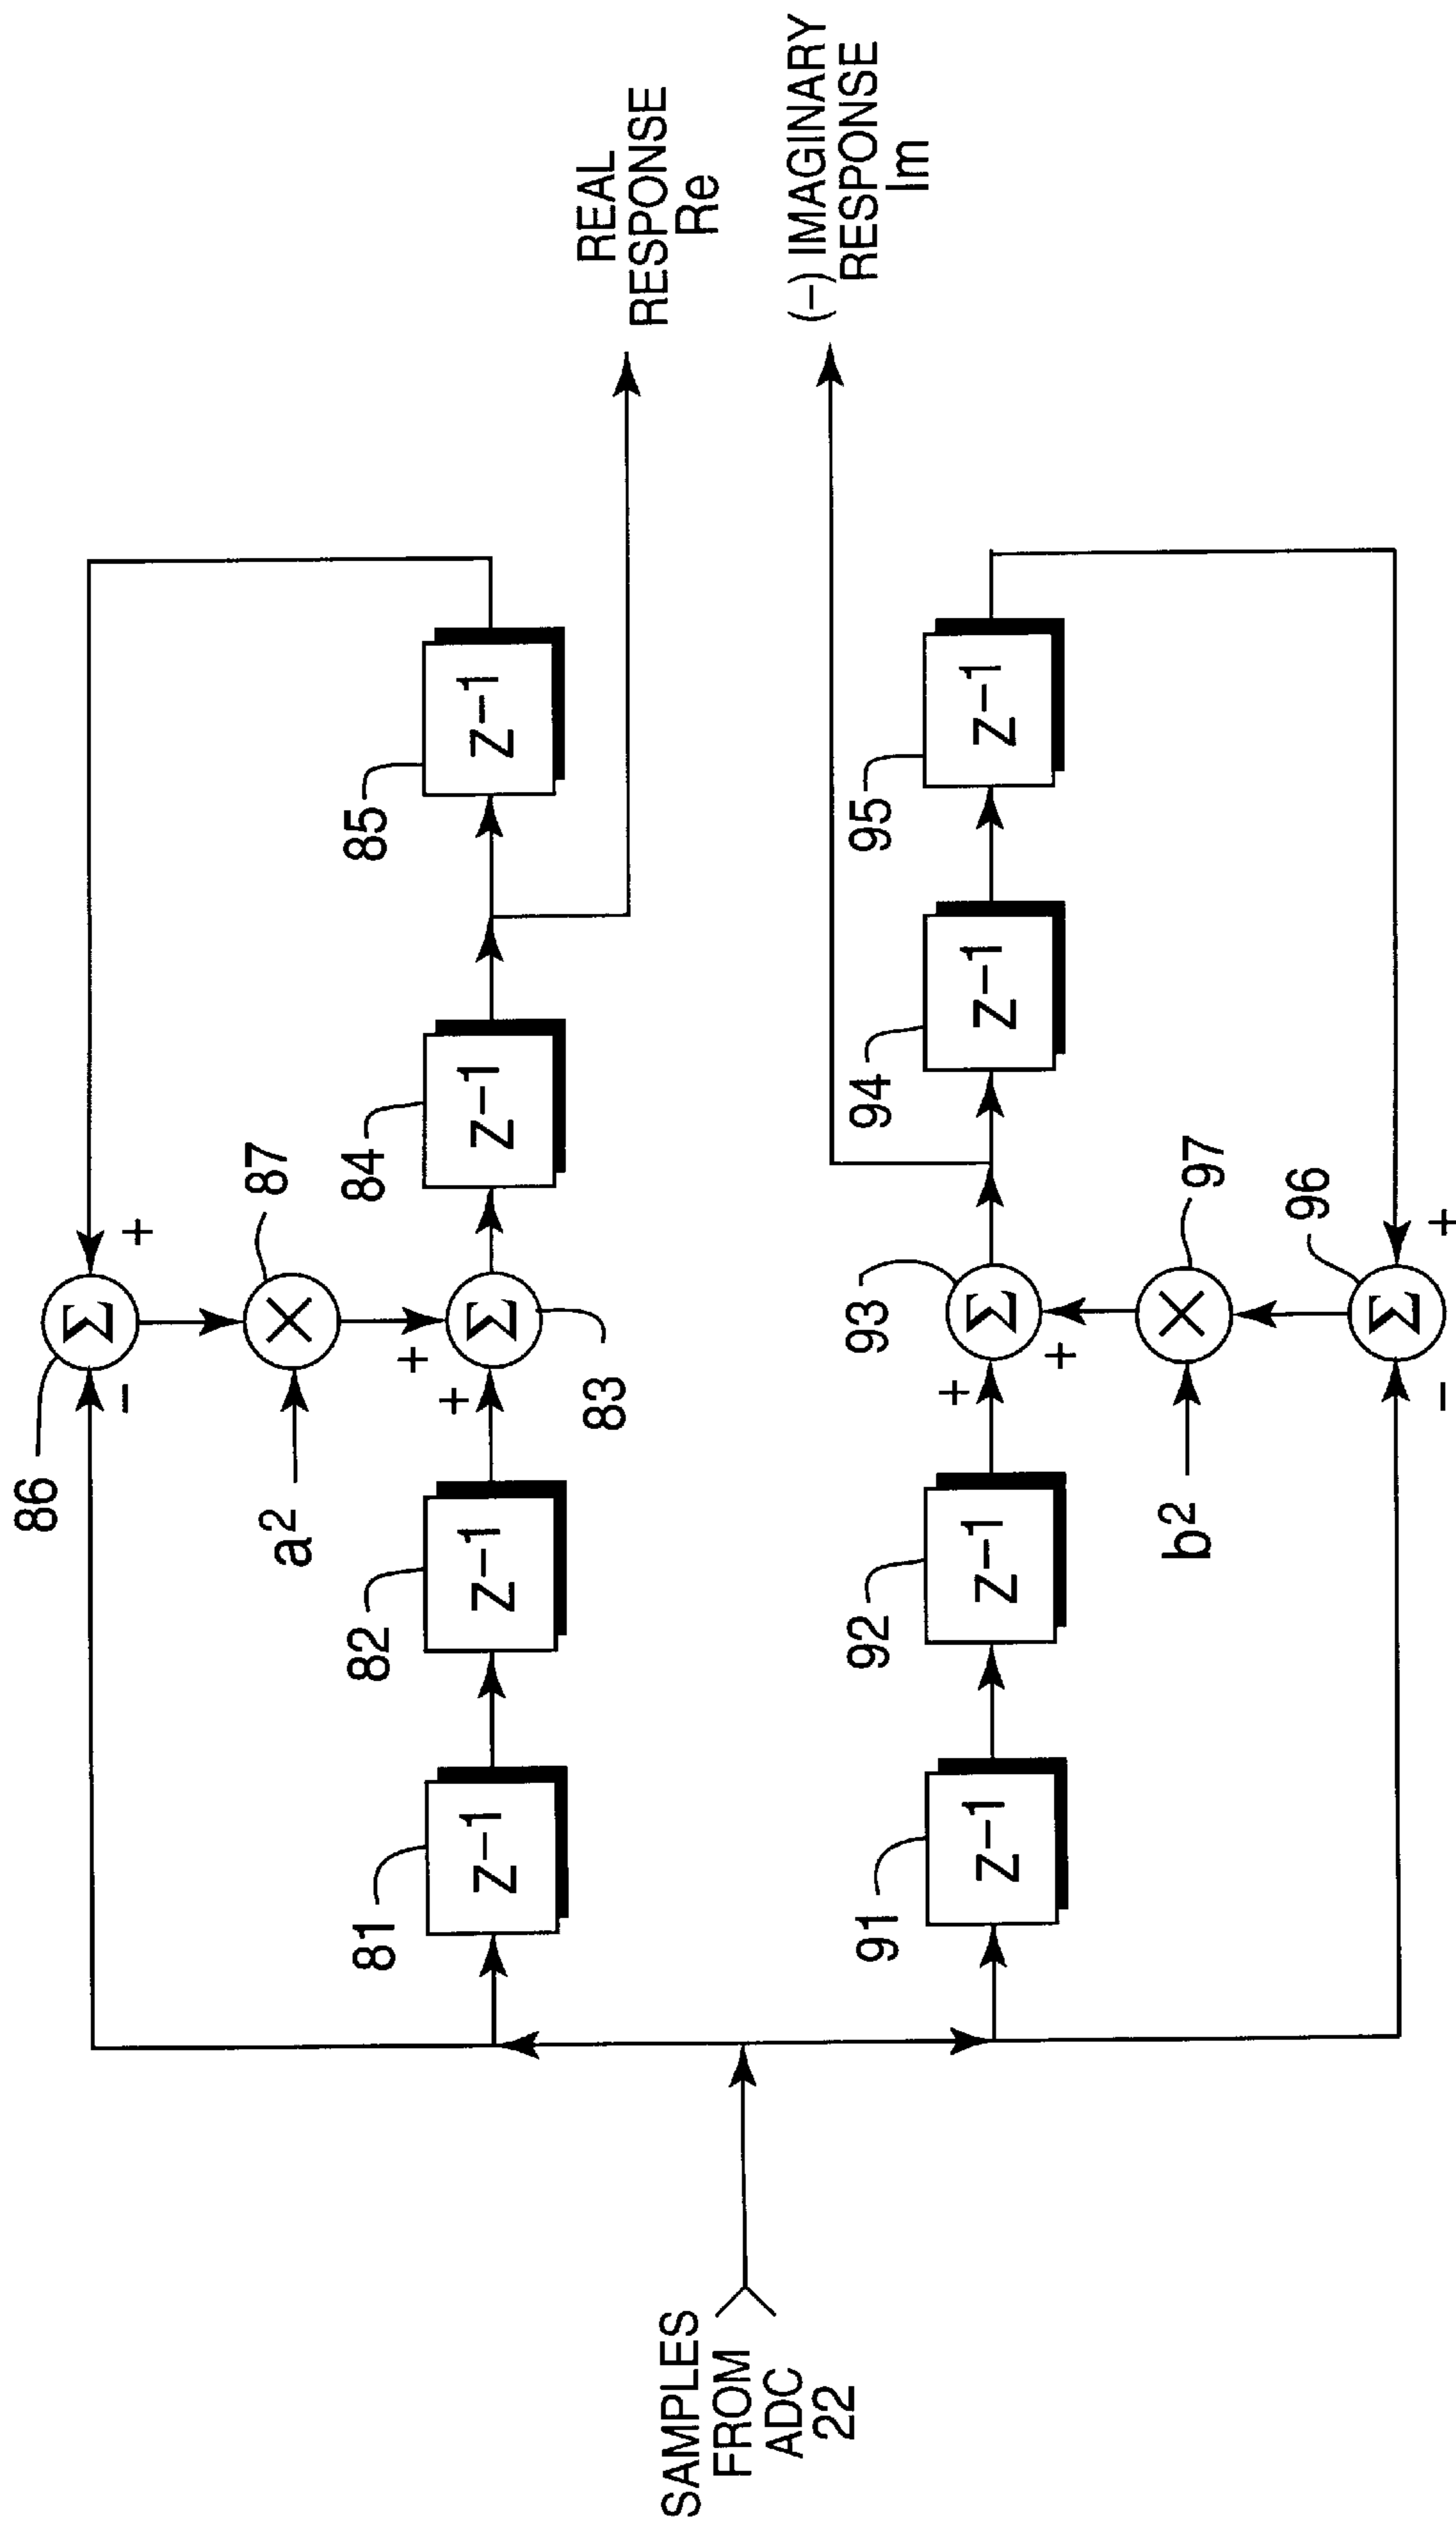 SAMPLES
FROM
ADC
22
86
−
+
a²
87
81
z⁻¹
82
z⁻¹
+
+
Σ
×
Σ
83
84
z⁻¹
85
z⁻¹
REAL
RESPONSE
Re
(−) IMAGINARY
RESPONSE
Im
91
z⁻¹
92
z⁻¹
93
+
+
Σ
94
z⁻¹
95
z⁻¹
b²
×
97
Σ
96
−
+